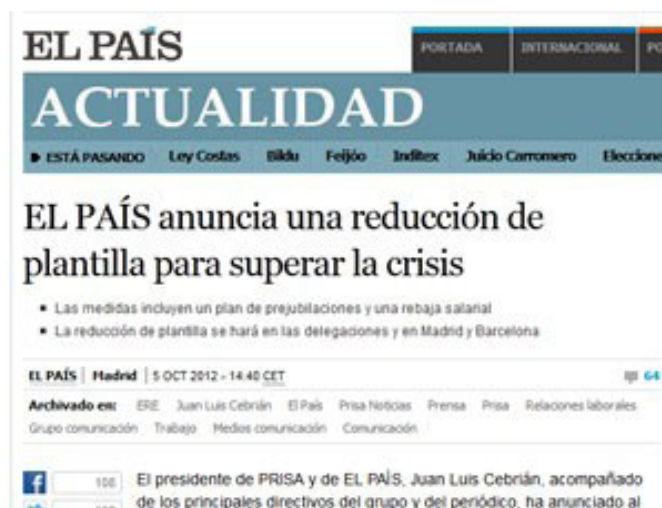 EL PAÍS
PORTADA INTERNACIONAL
ACTUALIDAD
ESTÁ PASANDO Ley Costas Bildu Feijóo Inditex Juicio Carromero Eleccione
EL PAÍS anuncia una reducción de
plantilla para superar la crisis
Las medidas incluyen un plan de prejubilaciones y una rebaja salarial
La reducción de plantilla se hará en las delegaciones y en Madrid y Barcelona
EL PAÍS | Madrid | 5 OCT 2012 - 14:40 CET 64
Archivado en: ERE Juan Luis Cebrián El País Prisa Noticias Prensa Prisa Relaciones laborales
Grupo comunicación Trabajo Medios comunicación Comunicación
f 108 El presidente de PRISA y de EL PAÍS, Juan Luis Cebrián, acompañado
de los principales directivos del grupo y del periódico, ha anunciado al